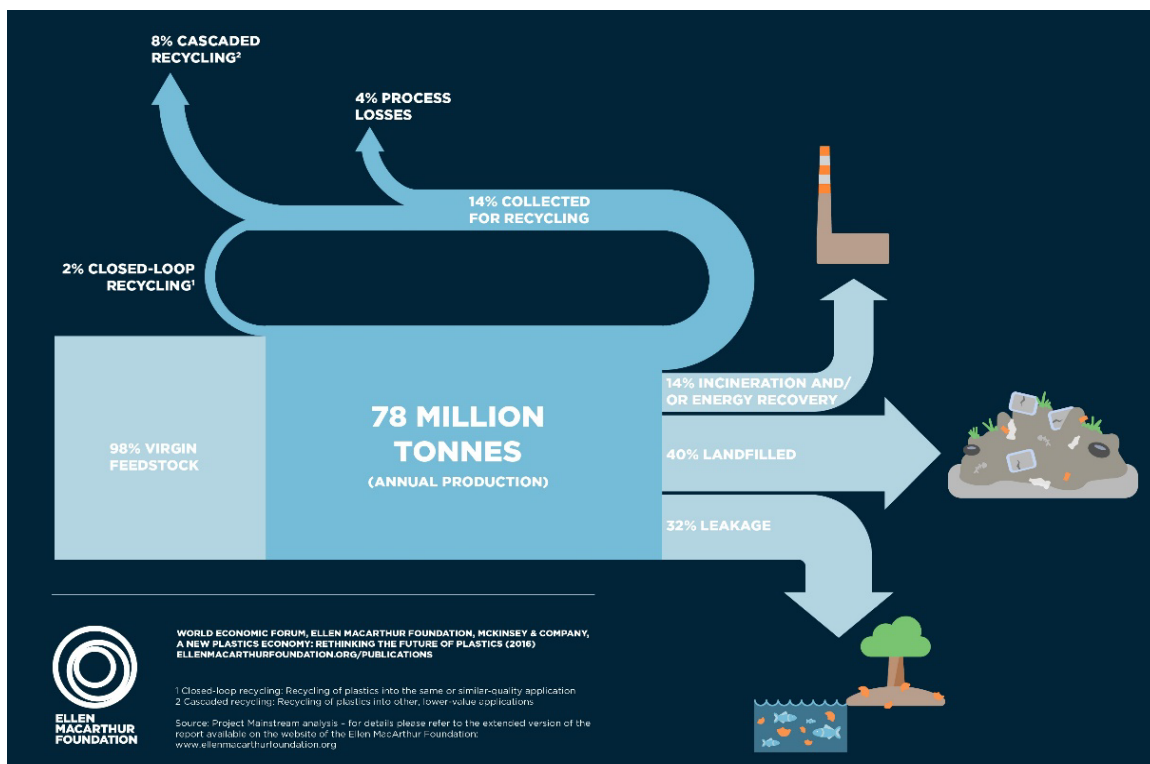 8% CASCADED
RECYCLING²
4% PROCESS
LOSSES
14% COLLECTED
FOR RECYCLING
2% CLOSED-LOOP
RECYCLING¹
14% INCINERATION AND/
OR ENERGY RECOVERY
78 MILLION
TONNES
(ANNUAL PRODUCTION)
98% VIRGIN
FEEDSTOCK
40% LANDFILLED
32% LEAKAGE
WORLD ECONOMIC FORUM, ELLEN MACARTHUR FOUNDATION, MCKINSEY & COMPANY,
A NEW PLASTICS ECONOMY: RETHINKING THE FUTURE OF PLASTICS (2016)
ELLENMACARTHURFOUNDATION.ORG/PUBLICATIONS
1 Closed-loop recycling: Recycling of plastics into the same or similar-quality application
2 Cascaded recycling: Recycling of plastics into other, lower-value applications
Source: Project Mainstream analysis – for details please refer to the extended version of the
report available on the website of the Ellen MacArthur Foundation:
www.ellenmacarthurfoundation.org
ELLEN
MACARTHUR
FOUNDATION